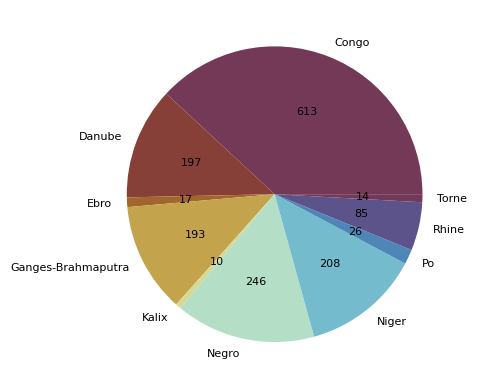 Congo
613
Danube
197
Ebro
17
Ganges-Brahmaputra
193
Kalix
10
Negro
246
Niger
208
Po
26
Rhine
85
Torne
14